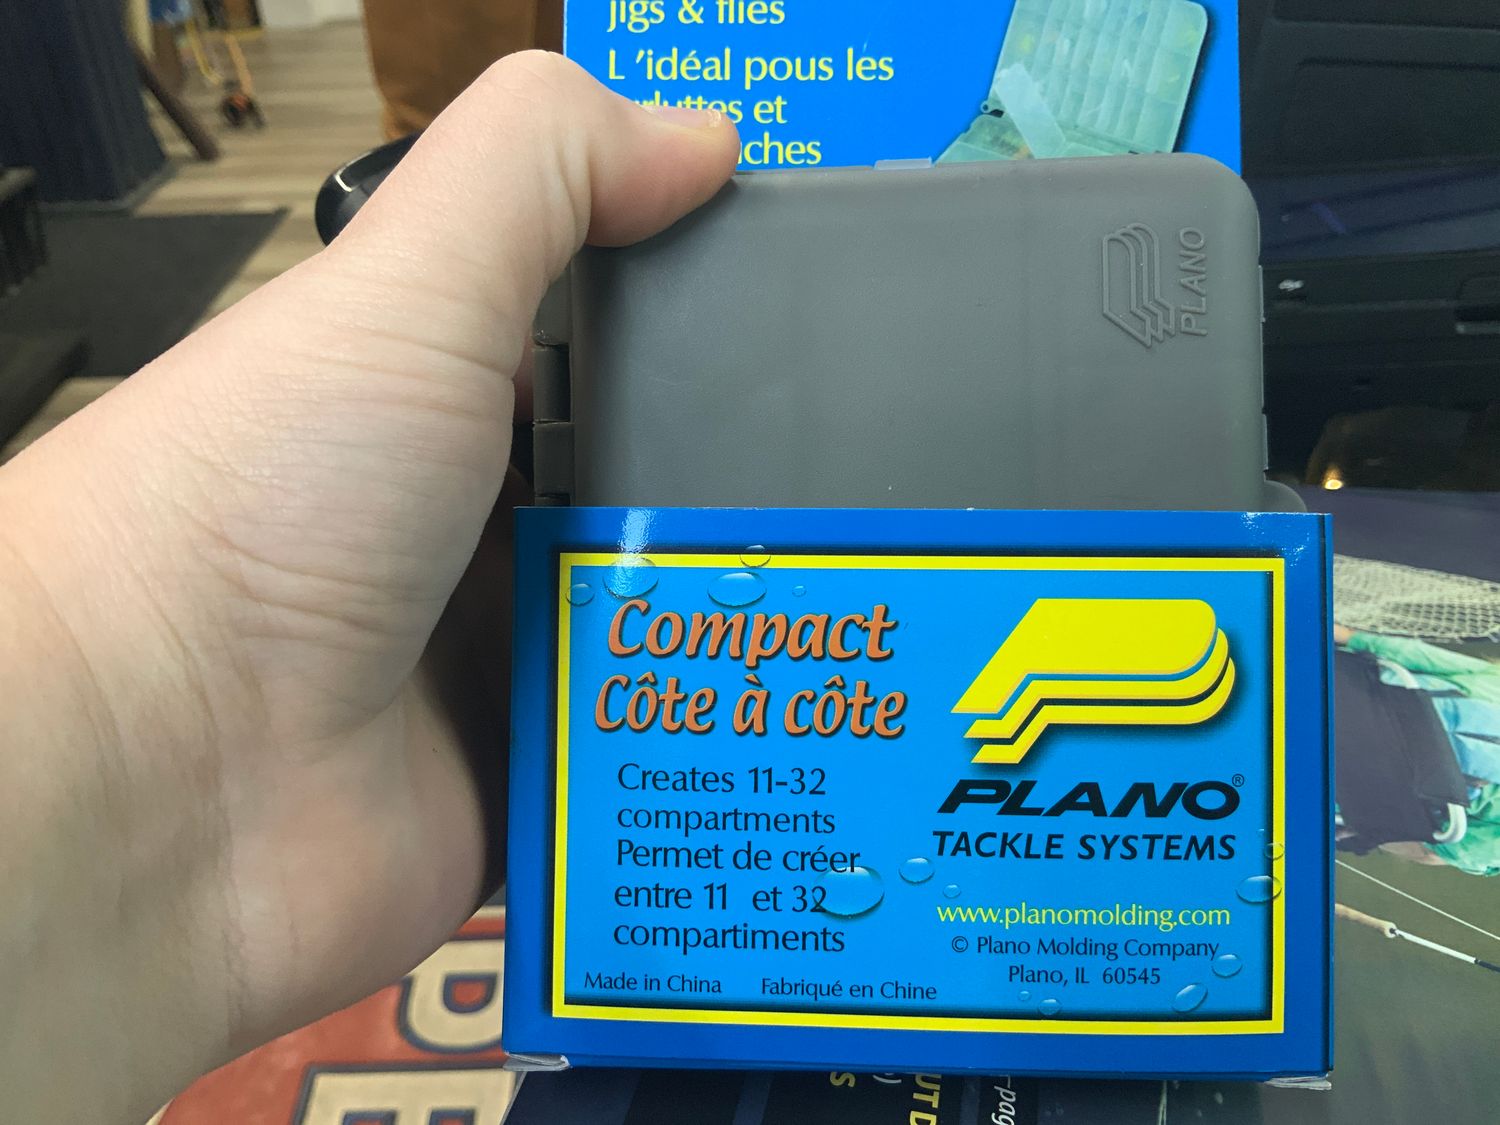 jigs & flies
L 'idéal pous les
et
PLANO
Compact
Côte à côte
Creates 11-32
compartments
Permet de créer
entre 11 et 32
compartiments
Made in China Fabriqué en Chine
PLANO®
TACKLE SYSTEMS
www.planomolding.com
© Plano Molding Company
Plano, IL 60545